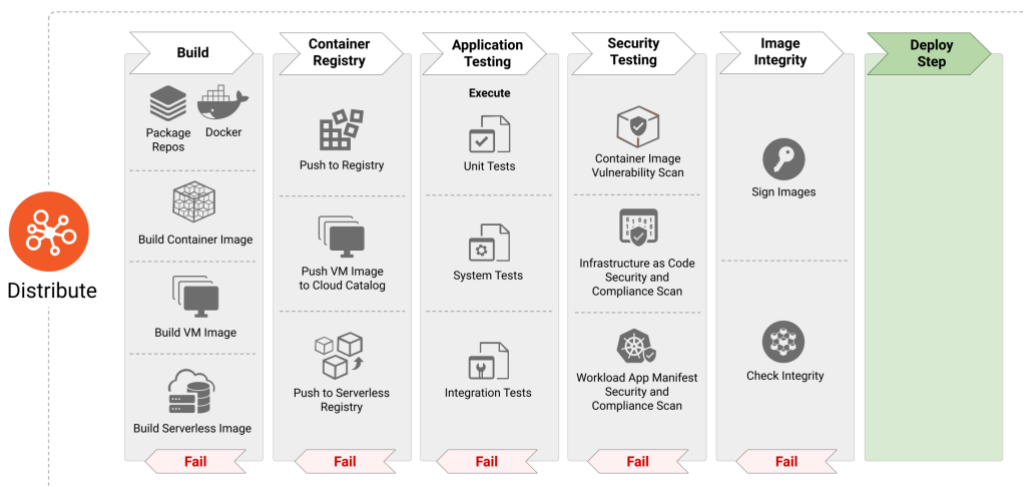 Build
Container
Registry
Application
Testing
Security
Testing
Image
Integrity
Deploy
Step
Package
Repos
Docker
Build Container Image
Build VM Image
Build Serverless Image
Fail
Push to Registry
Push VM Image
to Cloud Catalog
Push to Serverless
Registry
Fail
Execute
Unit Tests
System Tests
Integration Tests
Fail
Container Image
Vulnerability Scan
Infrastructure as Code
Security and
Compliance Scan
Workload App Manifest
Security and
Compliance Scan
Fail
Sign Images
Check Integrity
Fail
Distribute